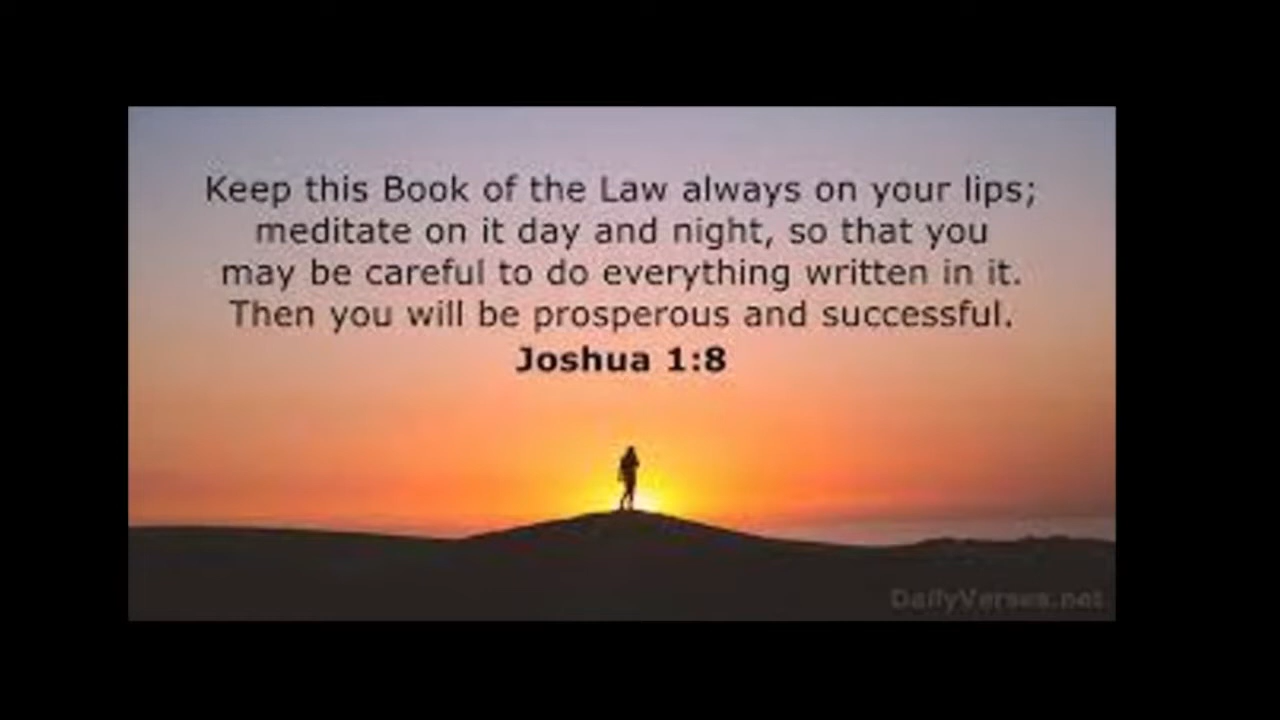 Keep this Book of the Law always on your lips;
meditate on it day and night, so that you
may be careful to do everything written in it.
Then you will be prosperous and successful.
Joshua 1:8
DailyVerses.net